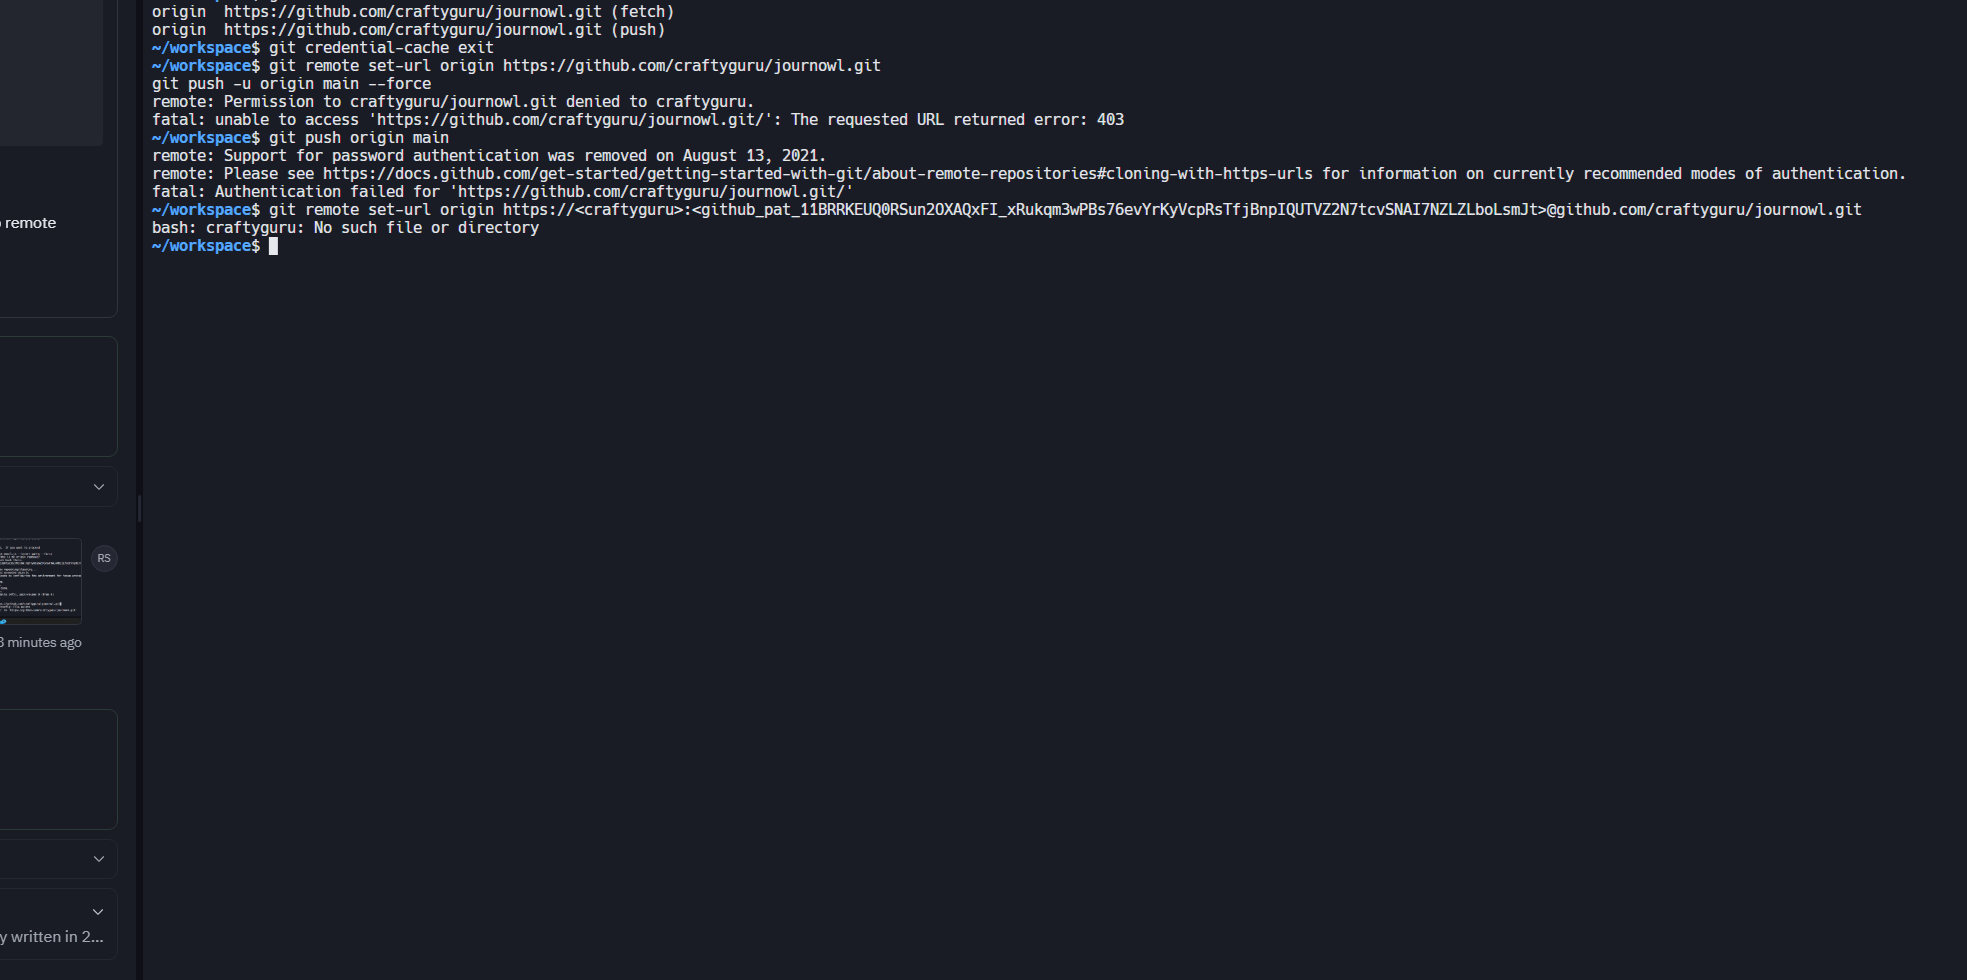 origin  https://github.com/craftyguru/journowl.git (fetch)
origin  https://github.com/craftyguru/journowl.git (push)
~/workspace$ git credential-cache exit
~/workspace$ git remote set-url origin https://github.com/craftyguru/journowl.git
git push -u origin main --force
remote: Permission to craftyguru/journowl.git denied to craftyguru.
fatal: unable to access 'https://github.com/craftyguru/journowl.git/': The requested URL returned error: 403
~/workspace$ git push origin main
remote: Support for password authentication was removed on August 13, 2021.
remote: Please see https://docs.github.com/get-started/getting-started-with-git/about-remote-repositories#cloning-with-https-urls for information on currently recommended modes of authentication.
fatal: Authentication failed for 'https://github.com/craftyguru/journowl.git/'
~/workspace$ git remote set-url origin https://<craftyguru>:<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>@github.com/craftyguru/journowl.git
bash: craftyguru: No such file or directory
~/workspace$
remote
RS
3 minutes ago
y written in 2...